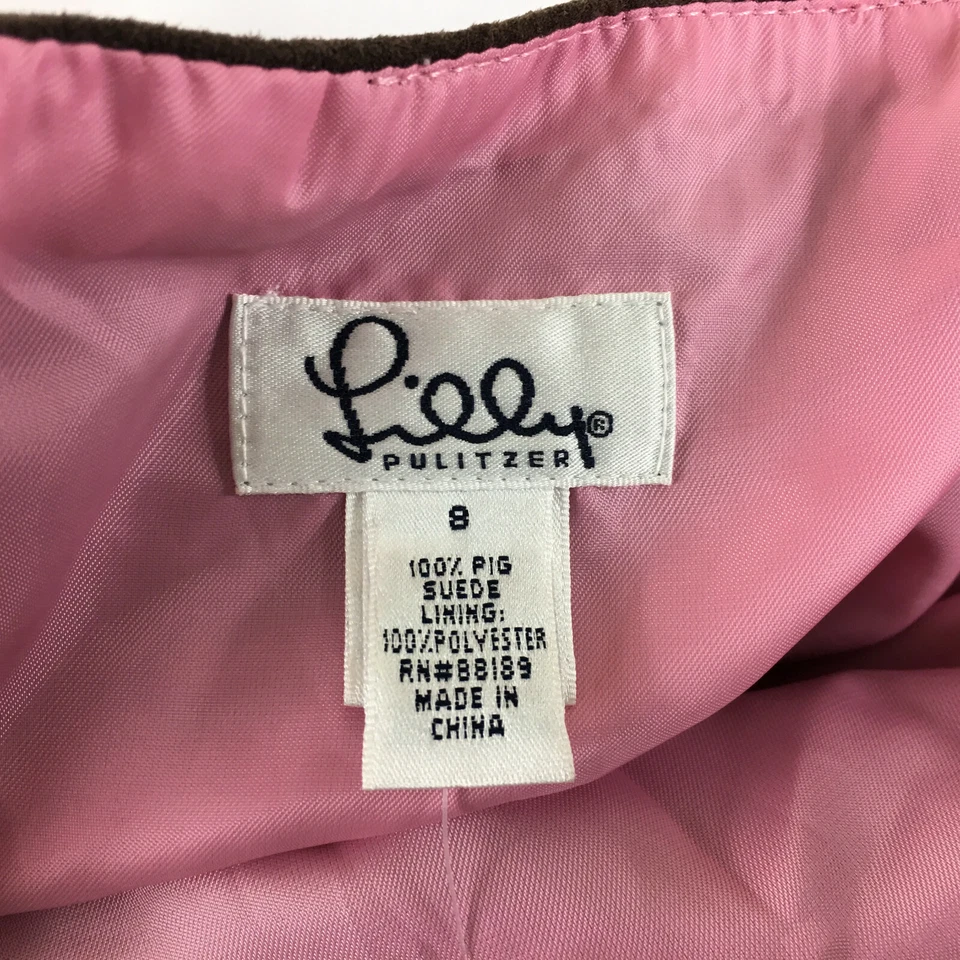 Lilly®
PULITZER
8
100% PIG
SUEDE
LINING:
100%POLYESTER
RN#88189
MADE IN
CHINA